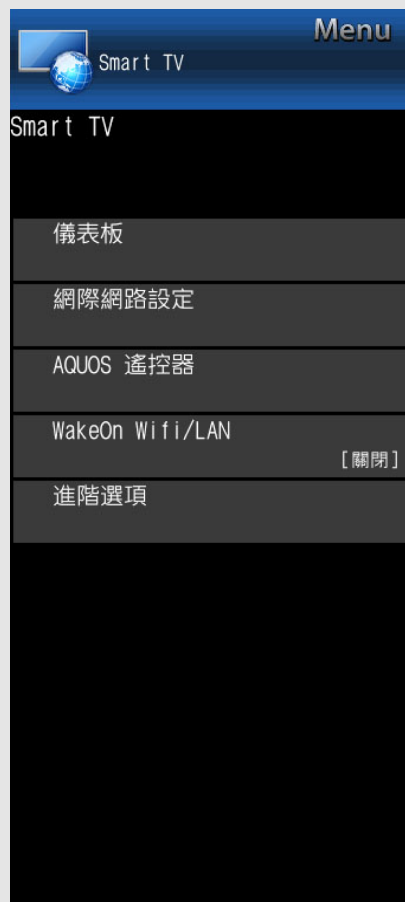 Menu
Smart TV
Smart TV
儀表板
網際網路設定
AQUOS 遙控器
WakeOn Wifi/LAN
[關閉]
進階選項